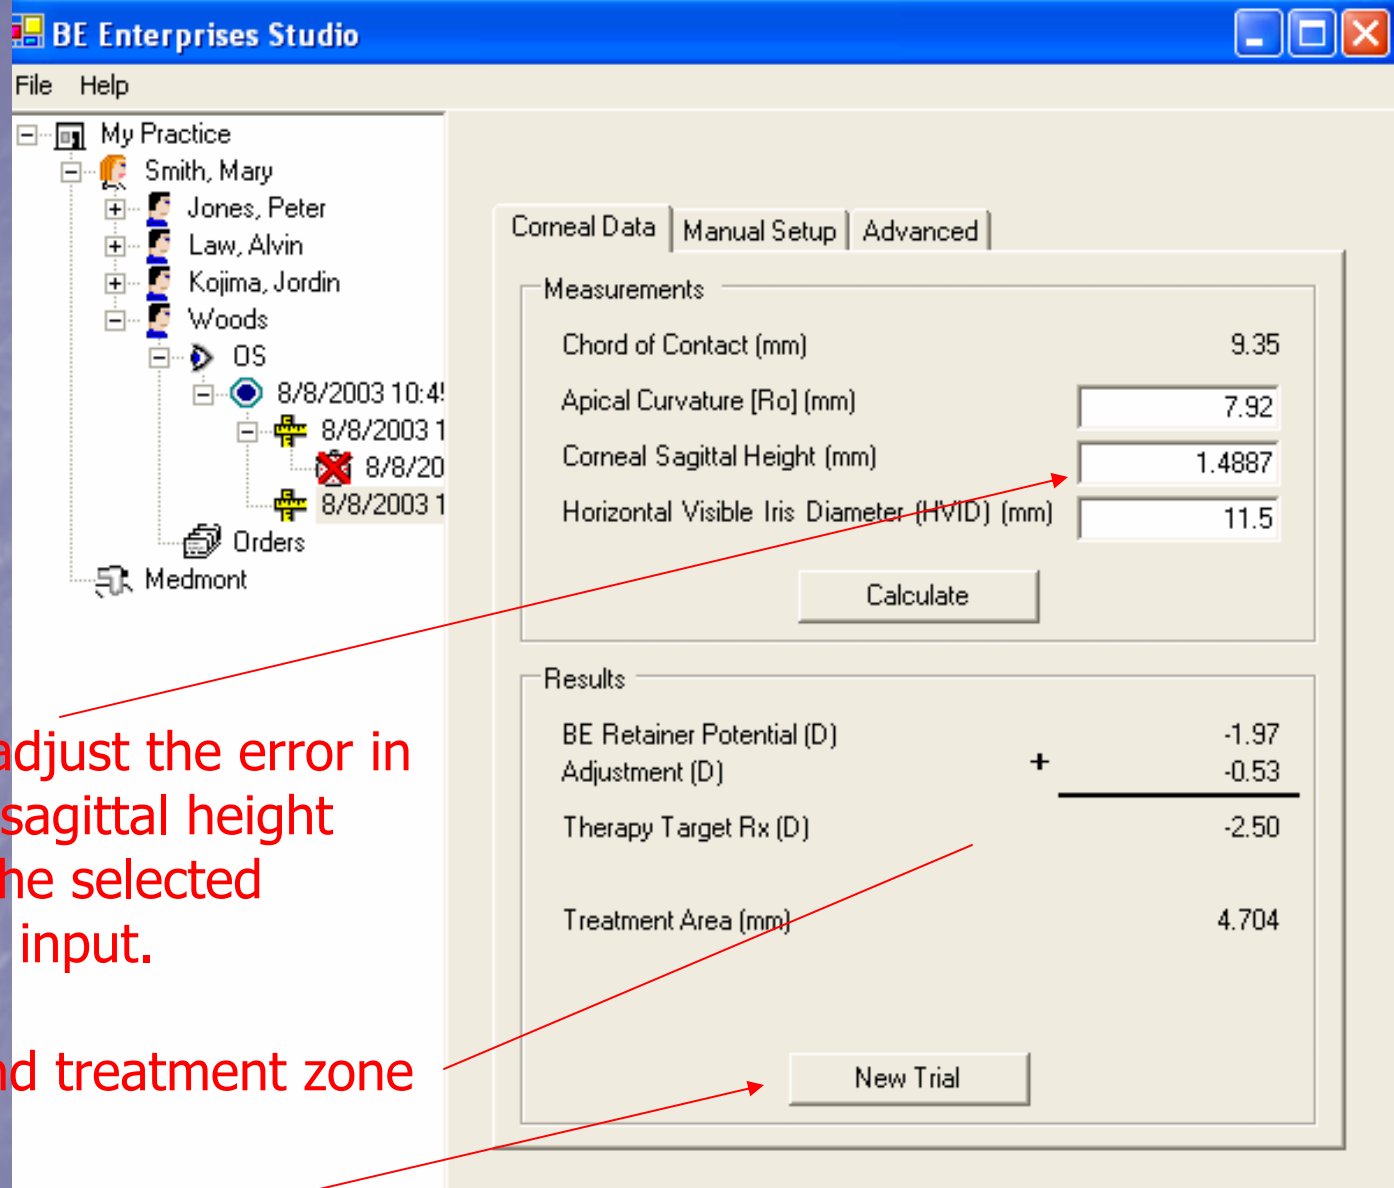 BE Enterprises Studio
File Help
My Practice
Smith, Mary
Jones, Peter
Law, Alvin
Kojima, Jordin
Woods
OS
8/8/2003 10:4
8/8/2003 1
8/8/20
8/8/2003 1
Orders
Medmont
Corneal Data Manual Setup Advanced
Measurements
Chord of Contact (mm) 9.35
Apical Curvature [Ro] (mm) 7.92
Corneal Sagittal Height (mm) 1.4887
Horizontal Visible Iris Diameter (HVID) (mm) 11.5
Calculate
Results
BE Retainer Potential (D) -1.97
Adjustment (D) + -0.53
Therapy Target Rx (D) -2.50
Treatment Area (mm) 4.704
New Trial
adjust the error in
sagittal height
he selected
input.
nd treatment zone